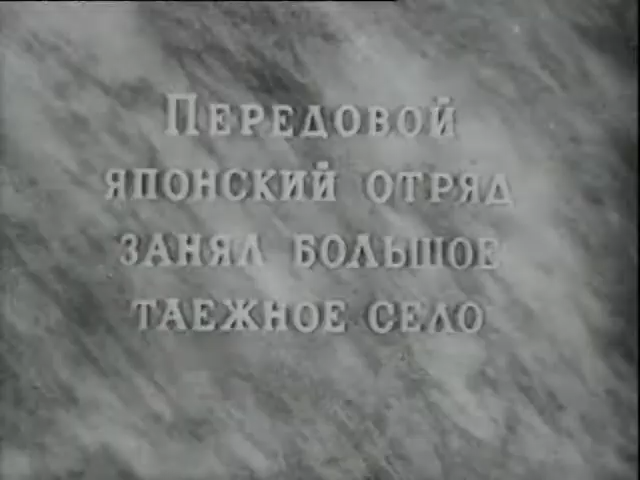 Передовой
японский отряд
занял большое
таежное село